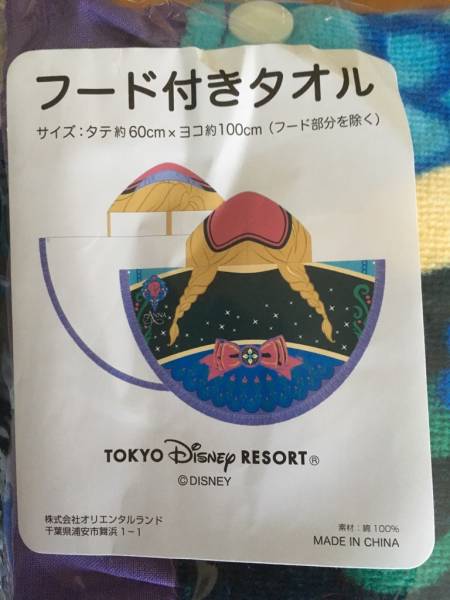 フード付きタオル
サイズ：タテ約60cm×ヨコ約100cm（フード部分を除く）
ANNA
TOKYO Disney RESORT®
©DISNEY
株式会社オリエンタルランド
千葉県浦安市舞浜1-1
素材：綿100%
MADE IN CHINA